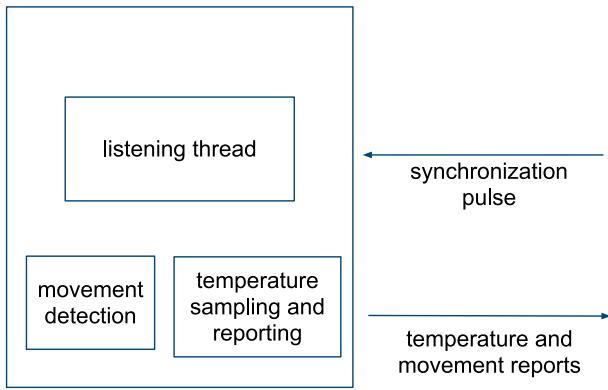 listening thread
synchronization
pulse
movement
detection
temperature
sampling and
reporting
temperature and
movement reports